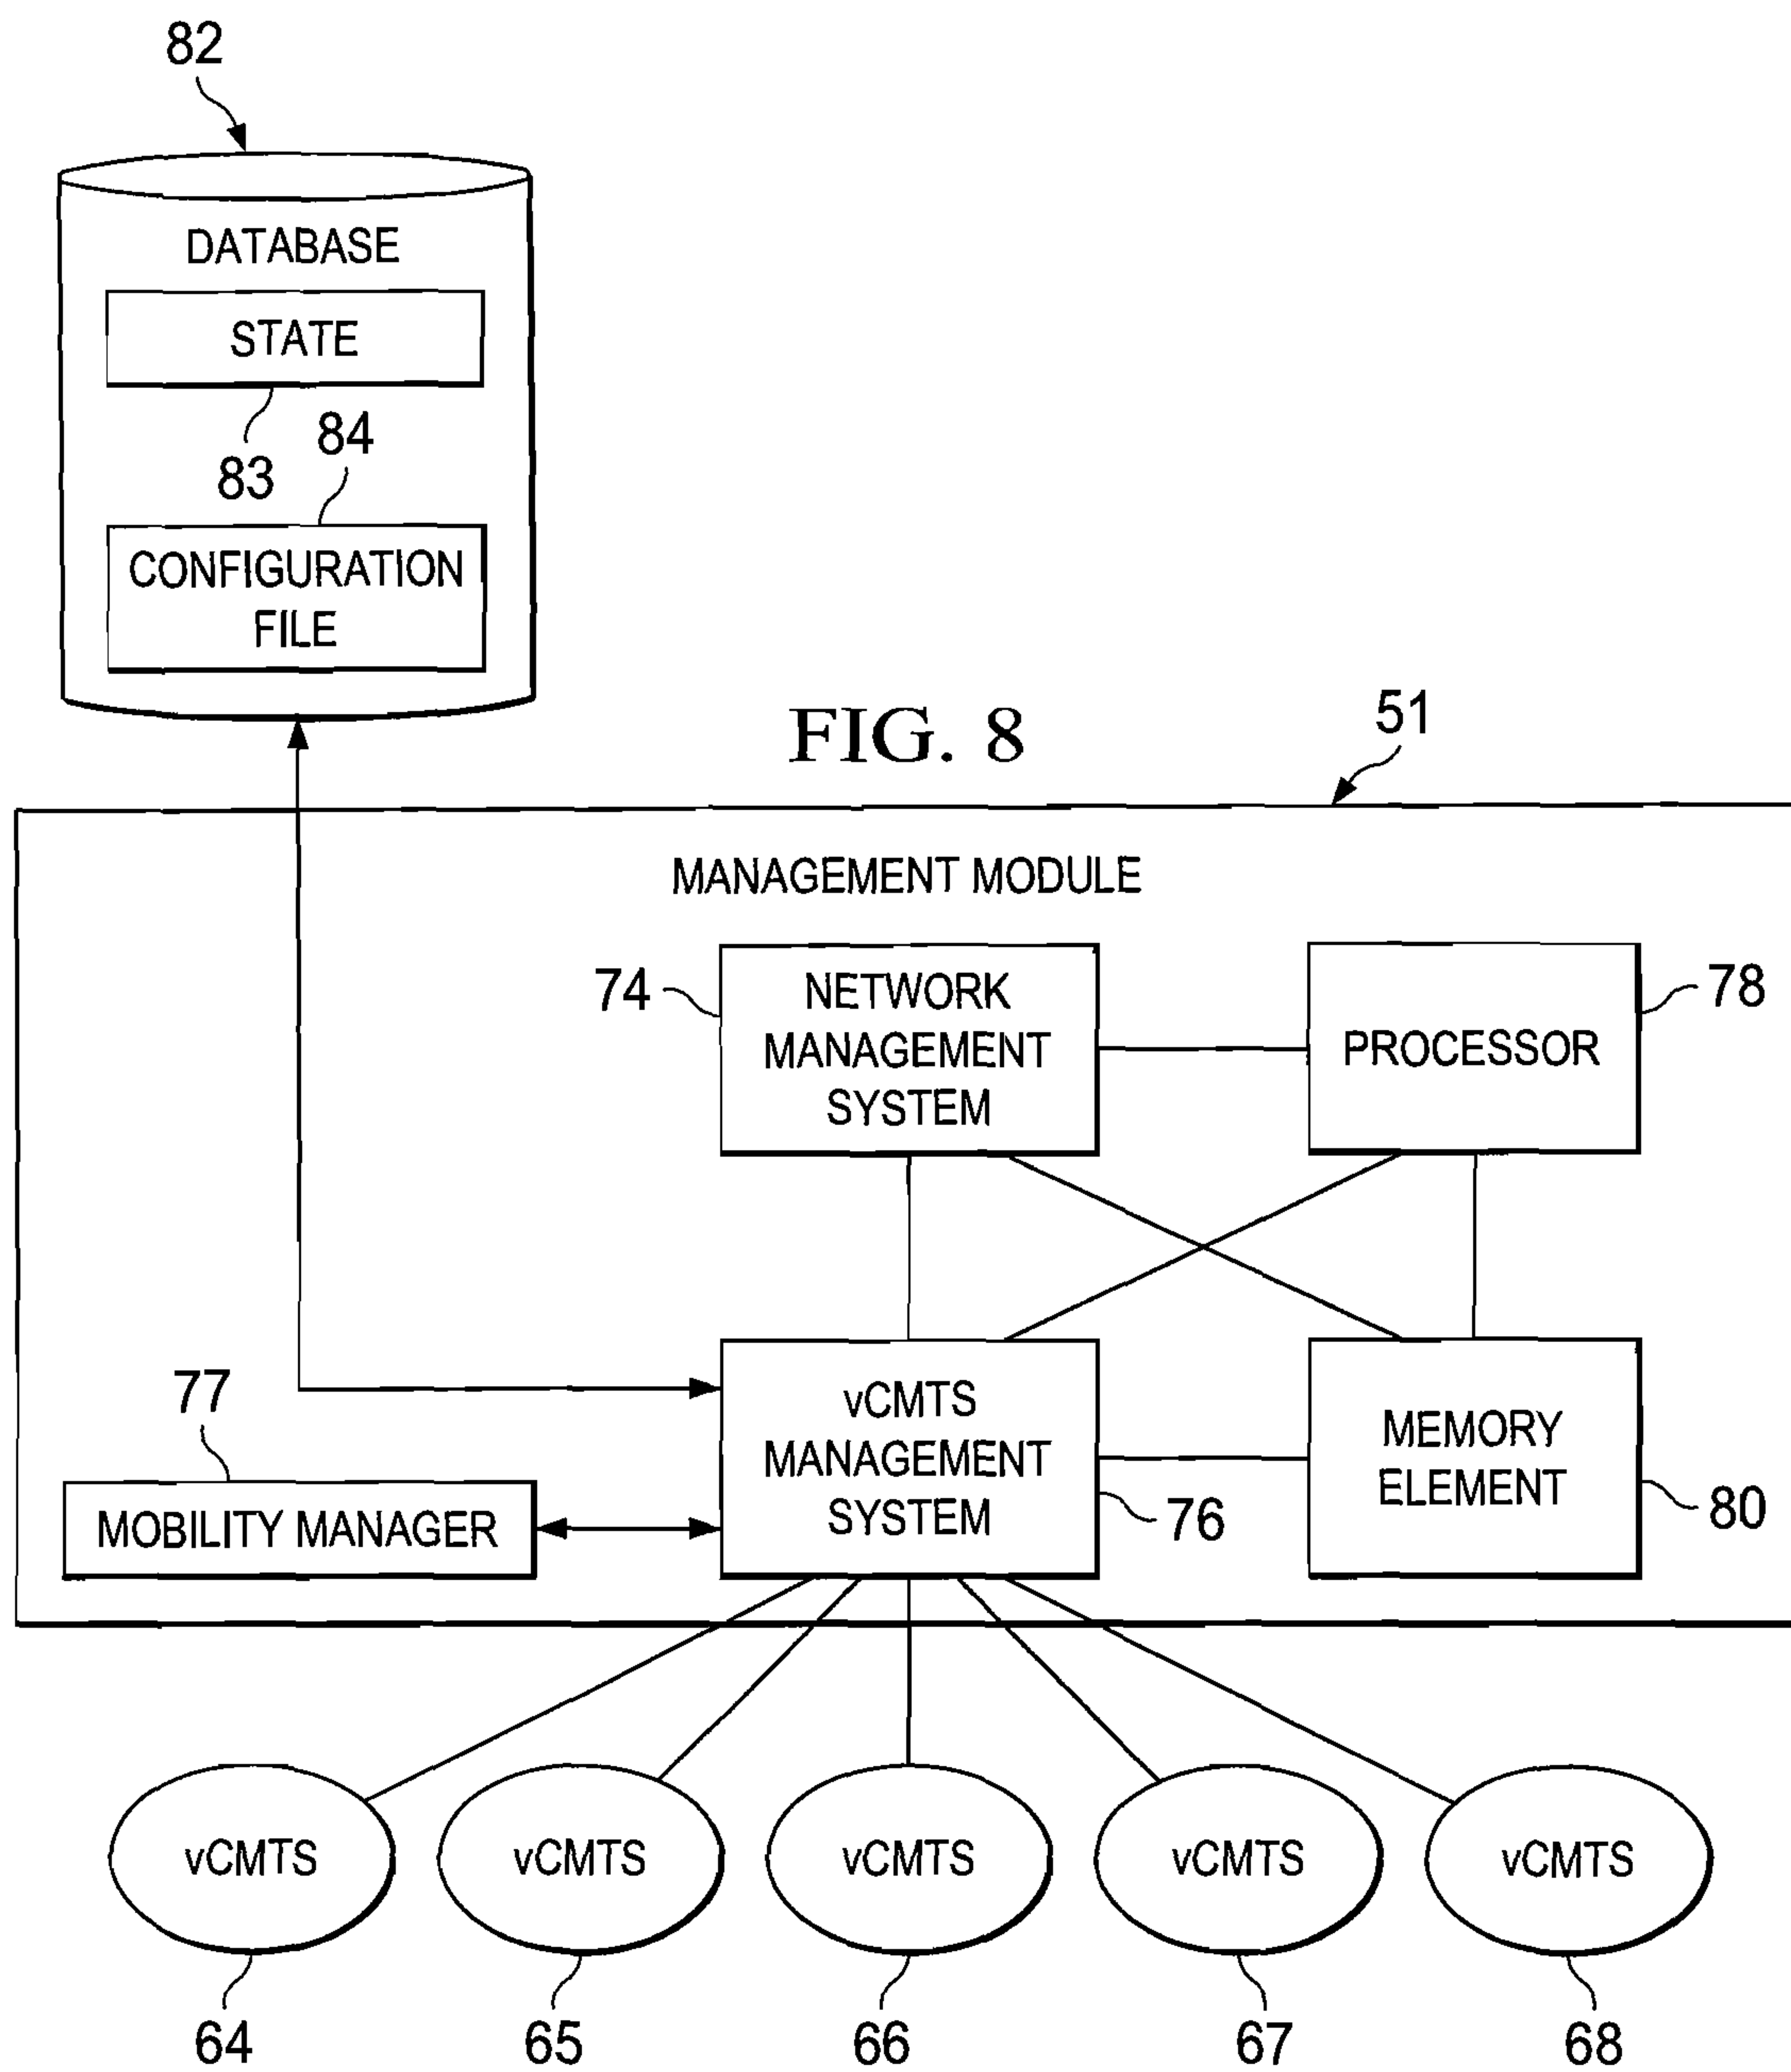 82
DATABASE
STATE
83
84
CONFIGURATION
FILE
FIG. 8
51
MANAGEMENT MODULE
74
NETWORK
MANAGEMENT
SYSTEM
PROCESSOR
78
77
MOBILITY MANAGER
vCMTS
MANAGEMENT
SYSTEM
76
MEMORY
ELEMENT
80
vCMTS
vCMTS
vCMTS
vCMTS
vCMTS
64
65
66
67
68